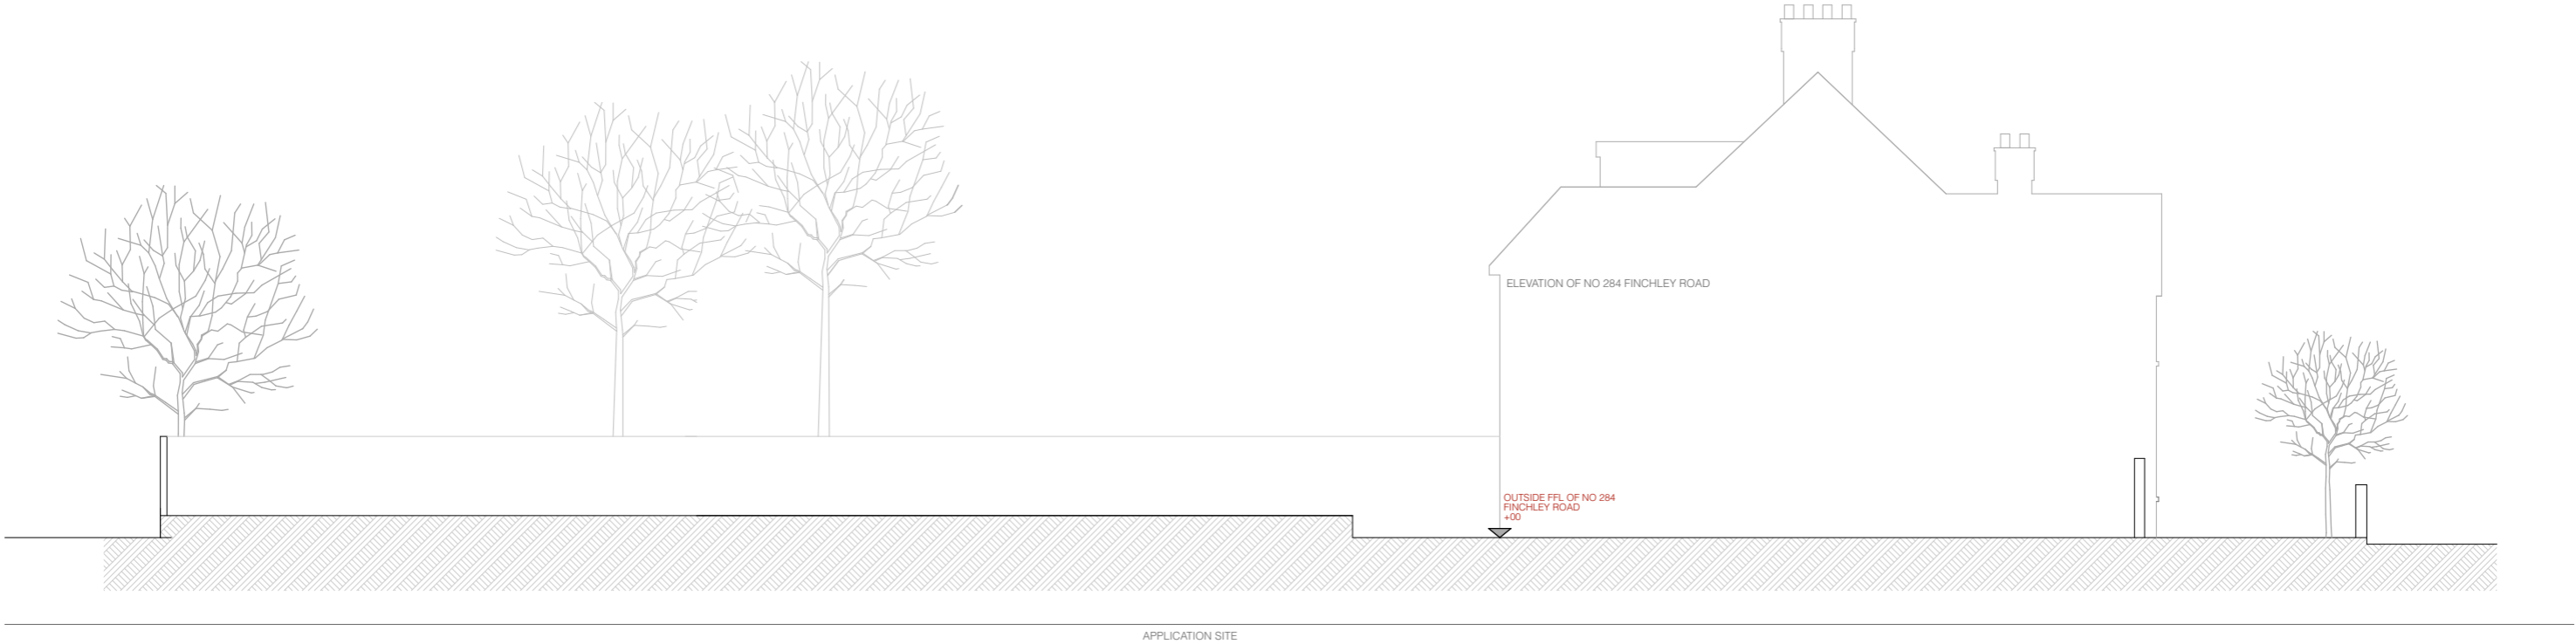 ELEVATION OF NO 284 FINCHLEY ROAD
OUTSIDE FFL OF NO 284
FINCHLEY ROAD
+00
APPLICATION SITE